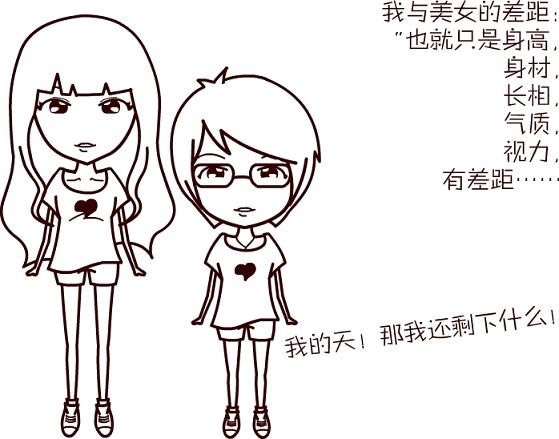 我与美女的差距:
“也就只是身高,
身材,
长相,
气质,
视力,
有差距……
我的天! 那我还剩下什么!